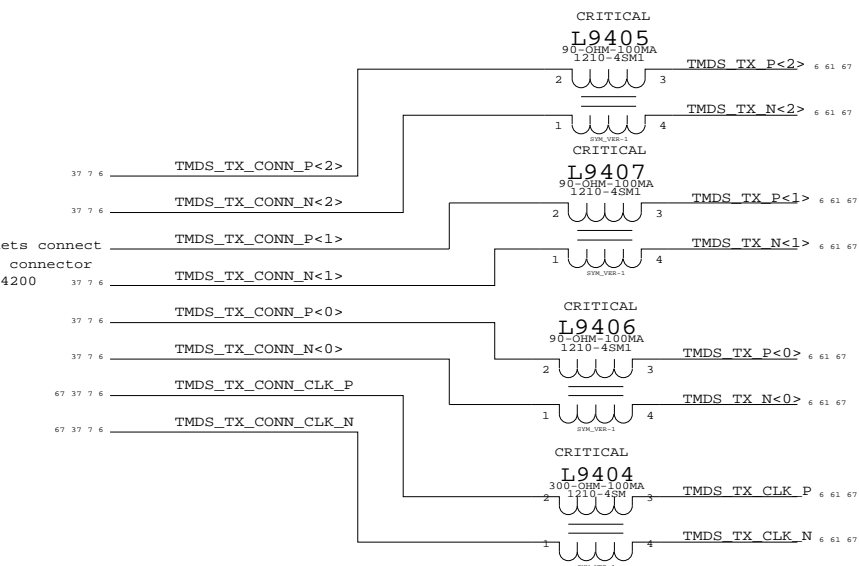 CRITICAL
L9405
90-OHM-100MA
1210-4SM1
2 3 TMDS_TX_P<2> 6 61 67
1 4 TMDS_TX_N<2> 6 61 67
SYM_VER-1
CRITICAL
37 7 6 TMDS_TX_CONN_P<2>
L9407
90-OHM-100MA
1210-4SM1
37 7 6 TMDS_TX_CONN_N<2>
2 3 TMDS_TX_P<1> 6 61 67
ets connect TMDS_TX_CONN_P<1>
1 4 TMDS_TX_N<1> 6 61 67
connector
SYM_VER-1
4200 37 7 6 TMDS_TX_CONN_N<1>
CRITICAL
37 7 6 TMDS_TX_CONN_P<0>
L9406
90-OHM-100MA
1210-4SM1
37 7 6 TMDS_TX_CONN_N<0>
2 3 TMDS_TX_P<0> 6 61 67
67 37 7 6 TMDS_TX_CONN_CLK_P
1 4 TMDS_TX_N<0> 6 61 67
67 37 7 6 TMDS_TX_CONN_CLK_N
SYM_VER-1
CRITICAL
L9404
300-OHM-100MA
1210-4SM
2 3 TMDS_TX_CLK_P 6 61 67
1 4 TMDS_TX_CLK_N 6 61 67